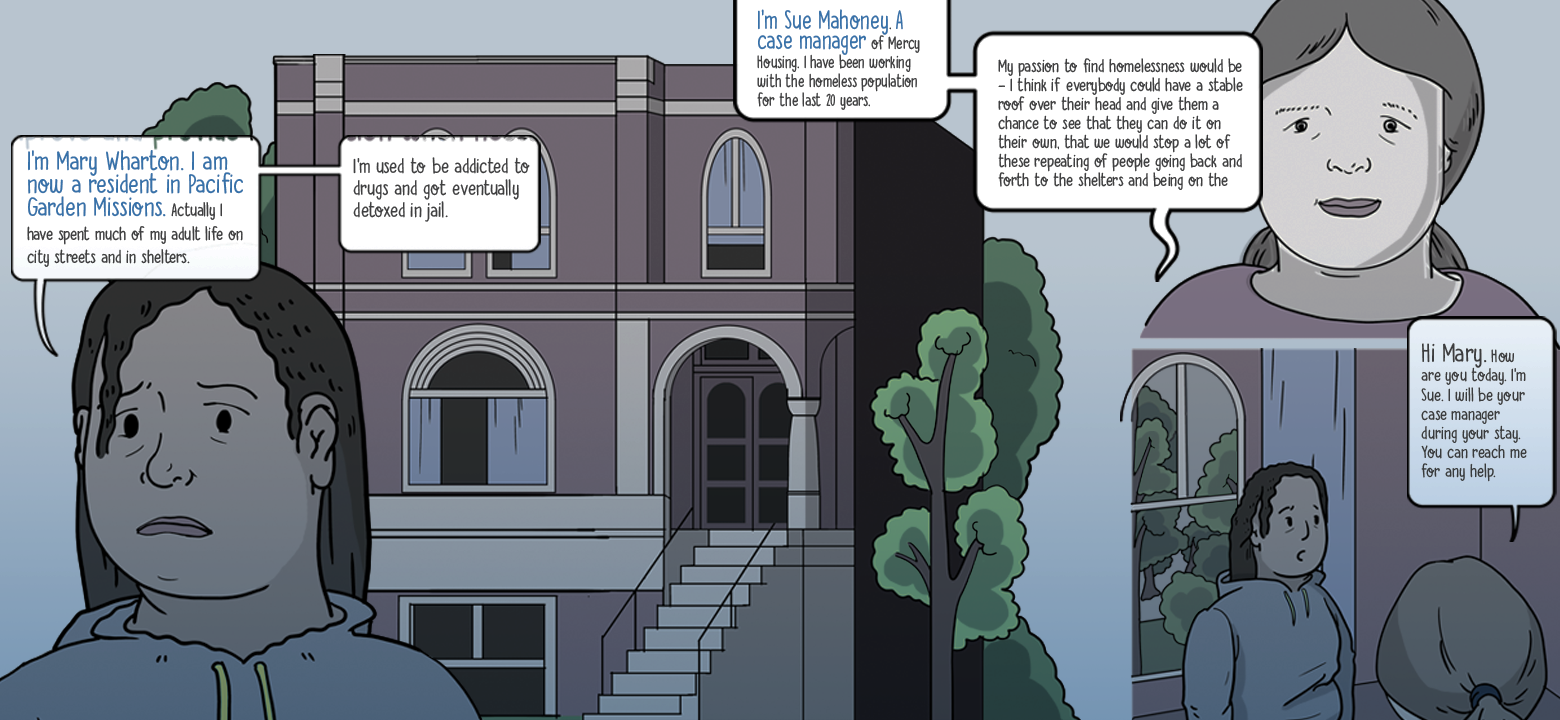 I'm Mary Wharton. I am
now a resident in Pacific
Garden Missions. Actually I
have spent much of my adult life on
city streets and in shelters.
I'm used to be addicted to
drugs and got eventually
detoxed in jail.
I'm Sue Mahoney. A
case manager of Mercy
Housing. I have been working
with the homeless population
for the last 20 years.
My passion to find homelessness would be
- I think if everybody could have a stable
roof over their head and give them a
chance to see that they can do it on
their own, that we would stop a lot of
these repeating of people going back and
forth to the shelters and being on the
Hi Mary. How
are you today. I'm
Sue. I will be your
case manager
during your stay.
You can reach me
for any help.